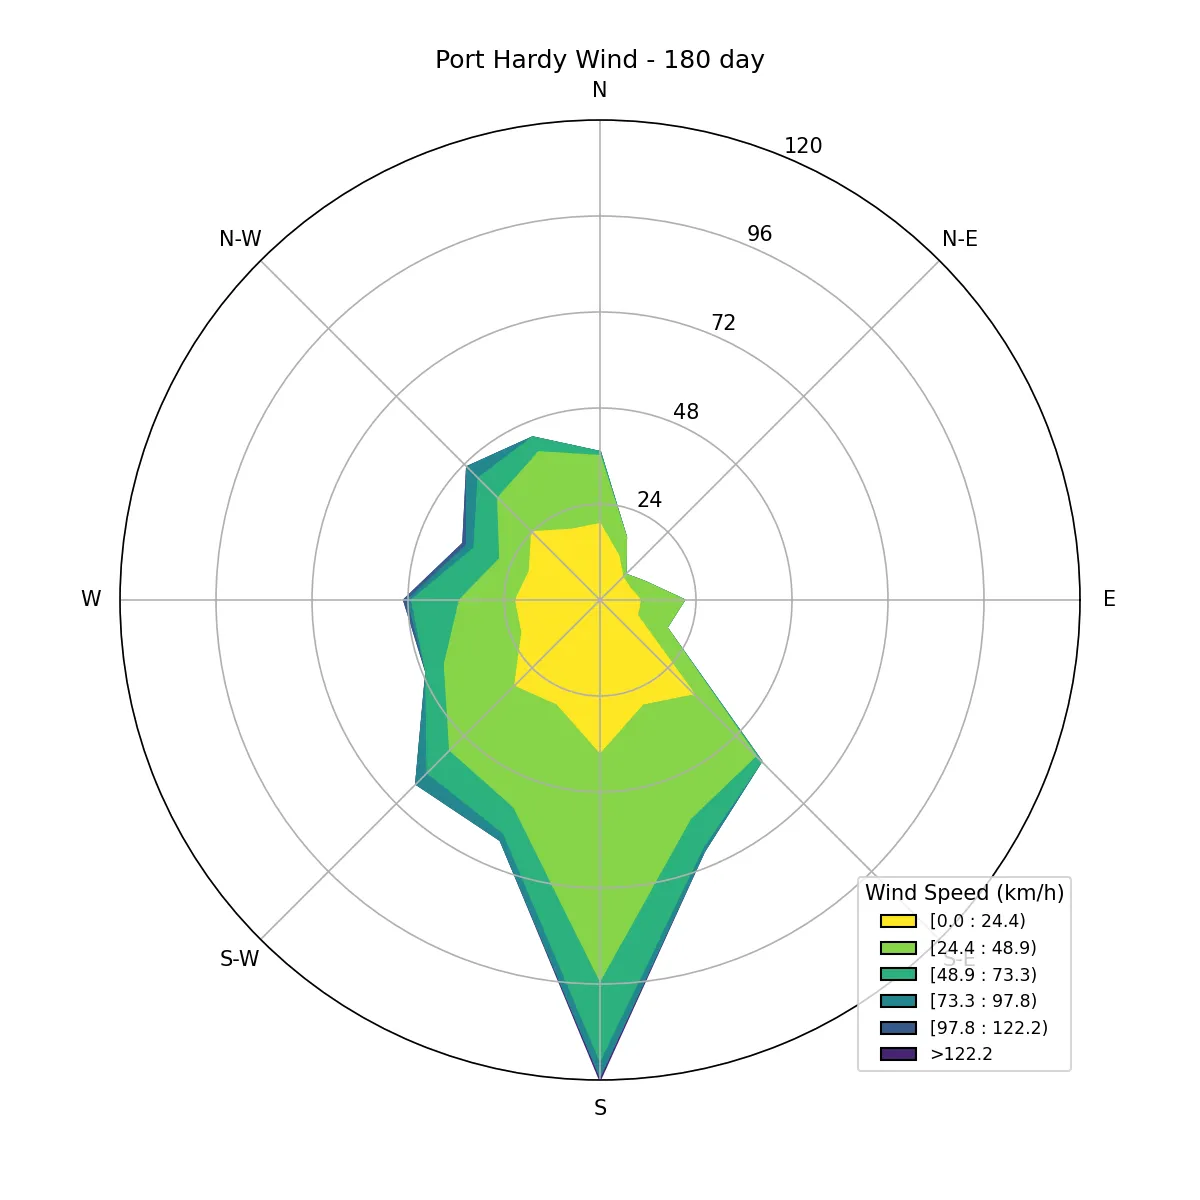 Port Hardy Wind - 180 day
N
120
N-W
96
N-E
72
48
24
W
E
Wind Speed (km/h)
[0.0 : 24.4)
[24.4 : 48.9)
S-W
S-E
[48.9 : 73.3)
[73.3 : 97.8)
[97.8 : 122.2)
>122.2
S